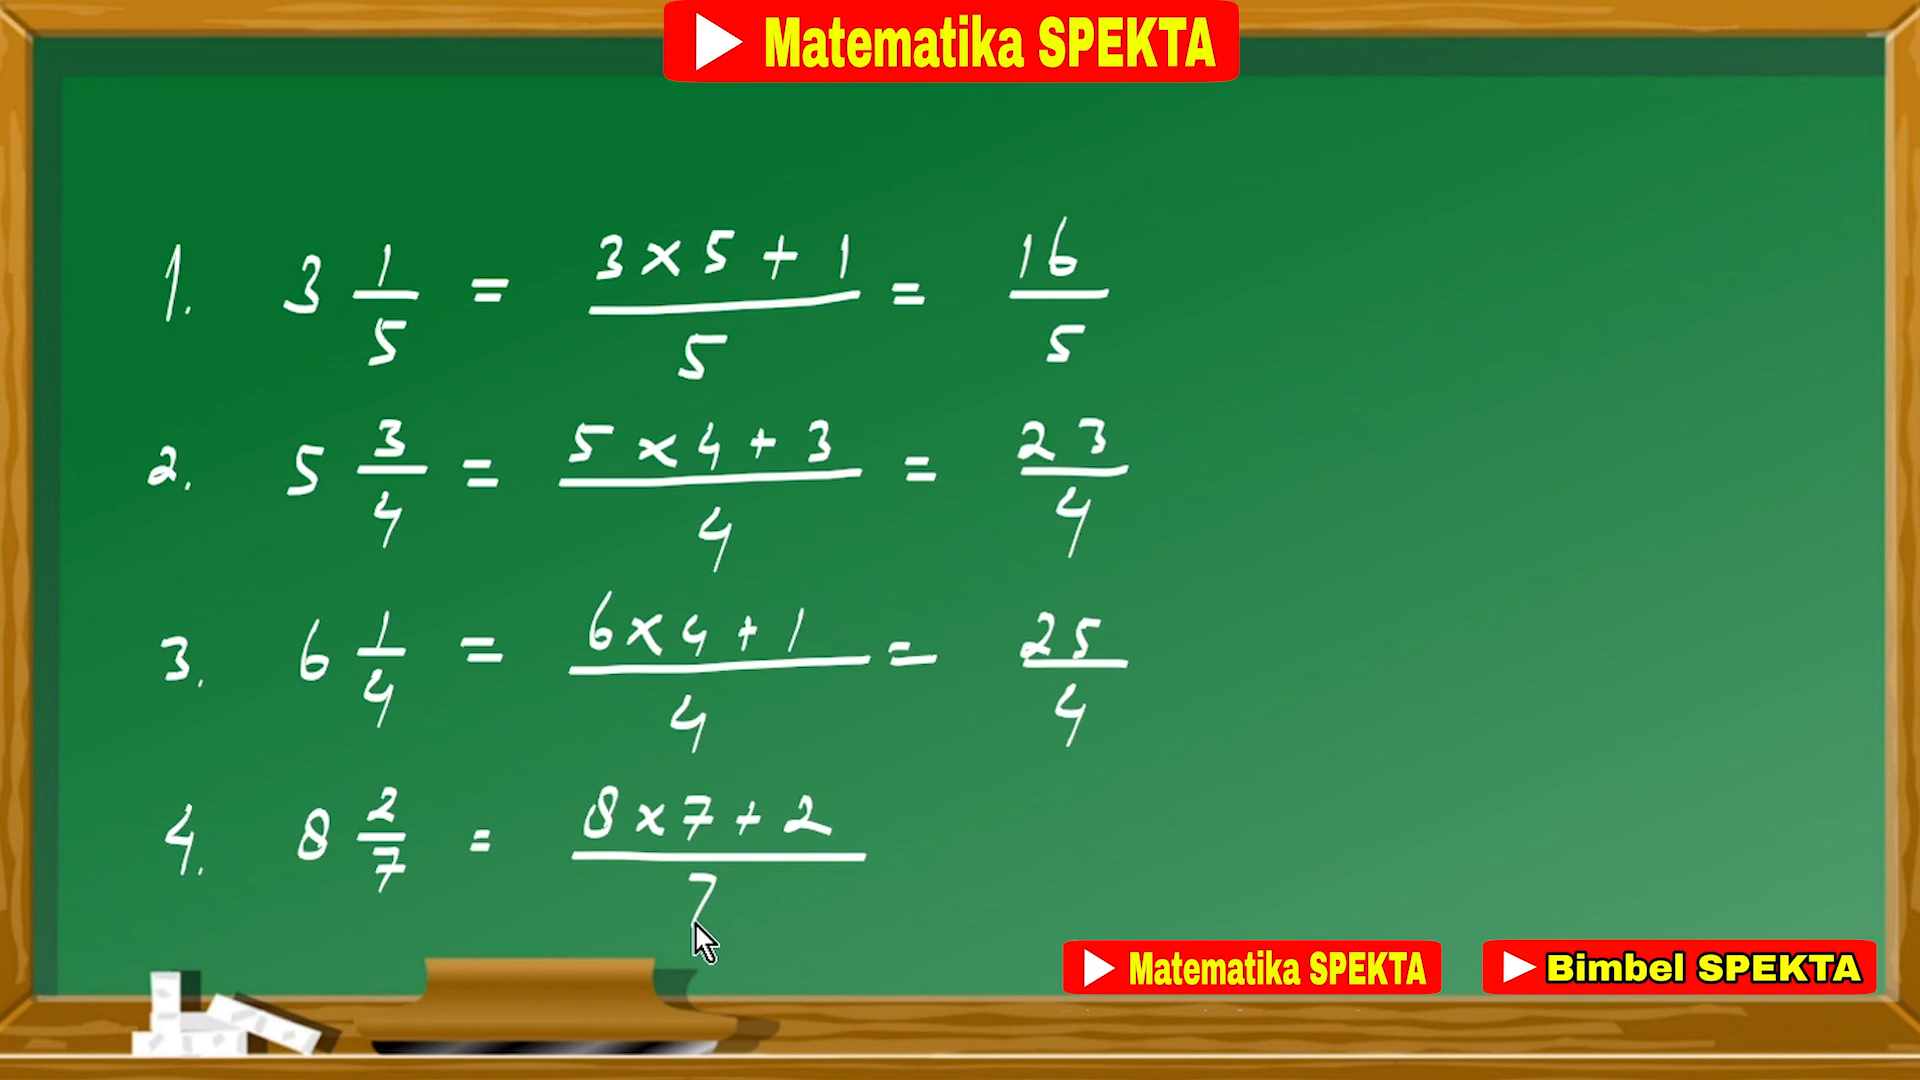 Matematika SPEKTA
1. 3 1/5 = (3 x 5 + 1)/5 = 16/5
2. 5 3/4 = (5 x 4 + 3)/4 = 23/4
3. 6 1/4 = (6 x 4 + 1)/4 = 25/4
4. 8 2/7 = (8 x 7 + 2)/7
Matematika SPEKTA
Bimbel SPEKTA